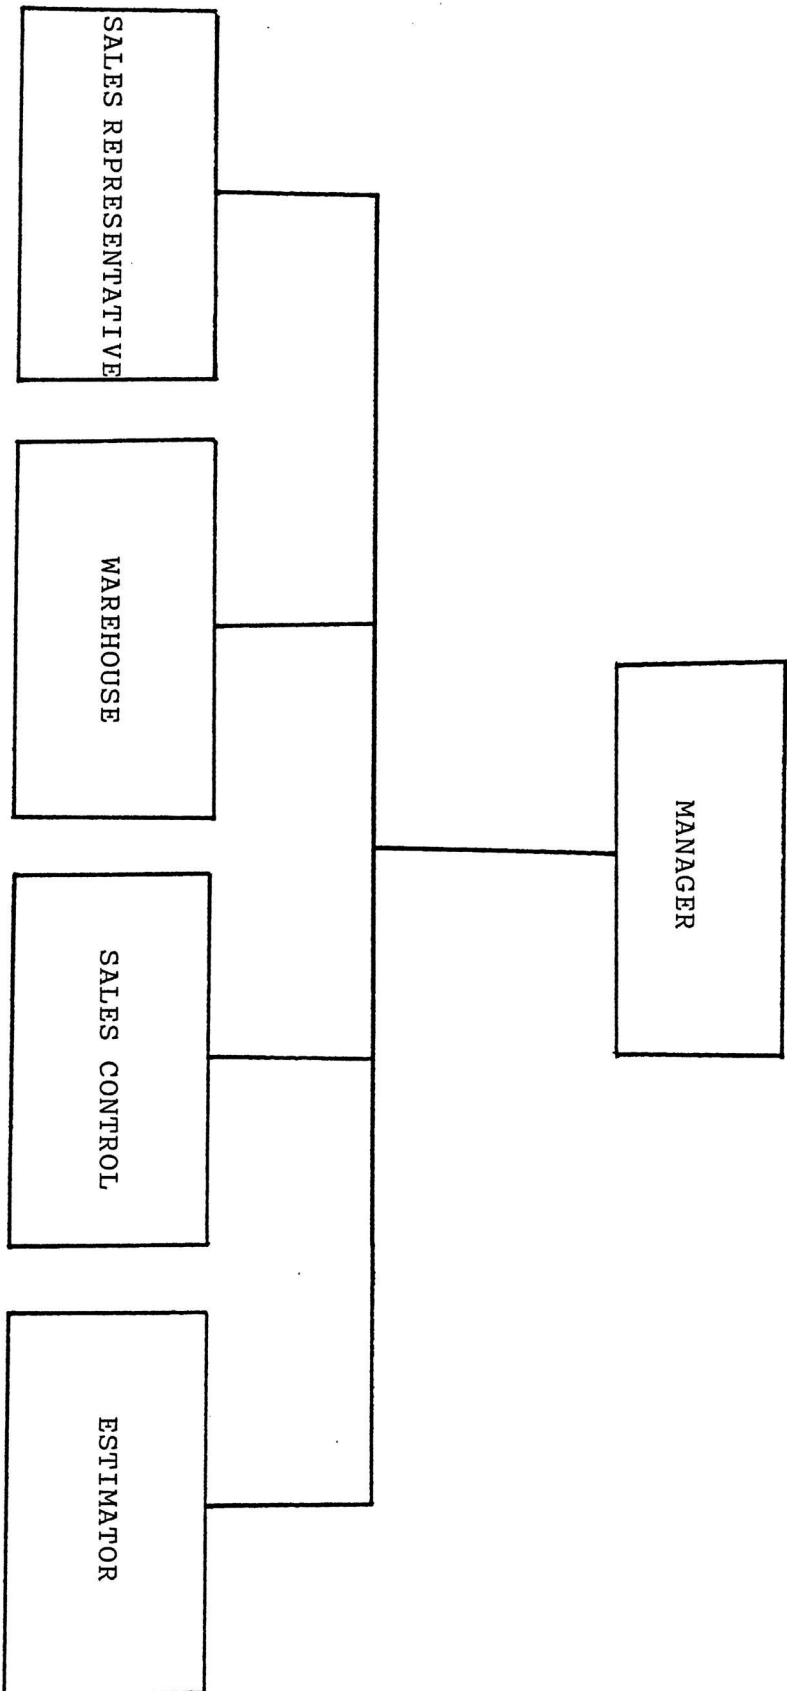 MANAGER
SALES REPRESENTATIVE
WAREHOUSE
SALES CONTROL
ESTIMATOR